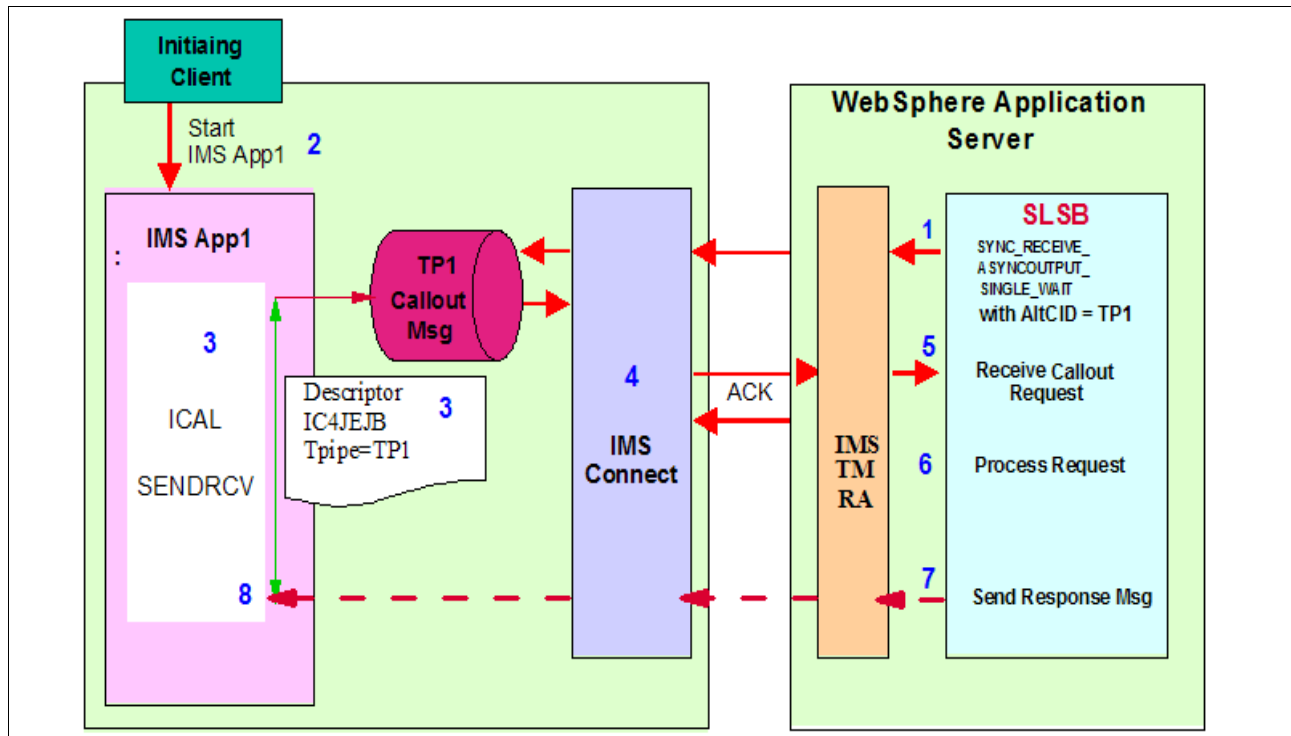 Initiaing
Client
Start
IMS App1
2
IMS App1
:
3
ICAL
SENDRCV
8
TP1
Callout
Msg
Descriptor
IC4JEJB
Tpipe=TP1
3
4
IMS
Connect
ACK
WebSphere Application
Server
IMS
TM
RA
SLSB
1
SYNC_RECEIVE_
ASYNCOUTPUT_
SINGLE_WAIT
with AltCID = TP1
5
Receive Callout
Request
6
Process Request
7
Send Response Msg